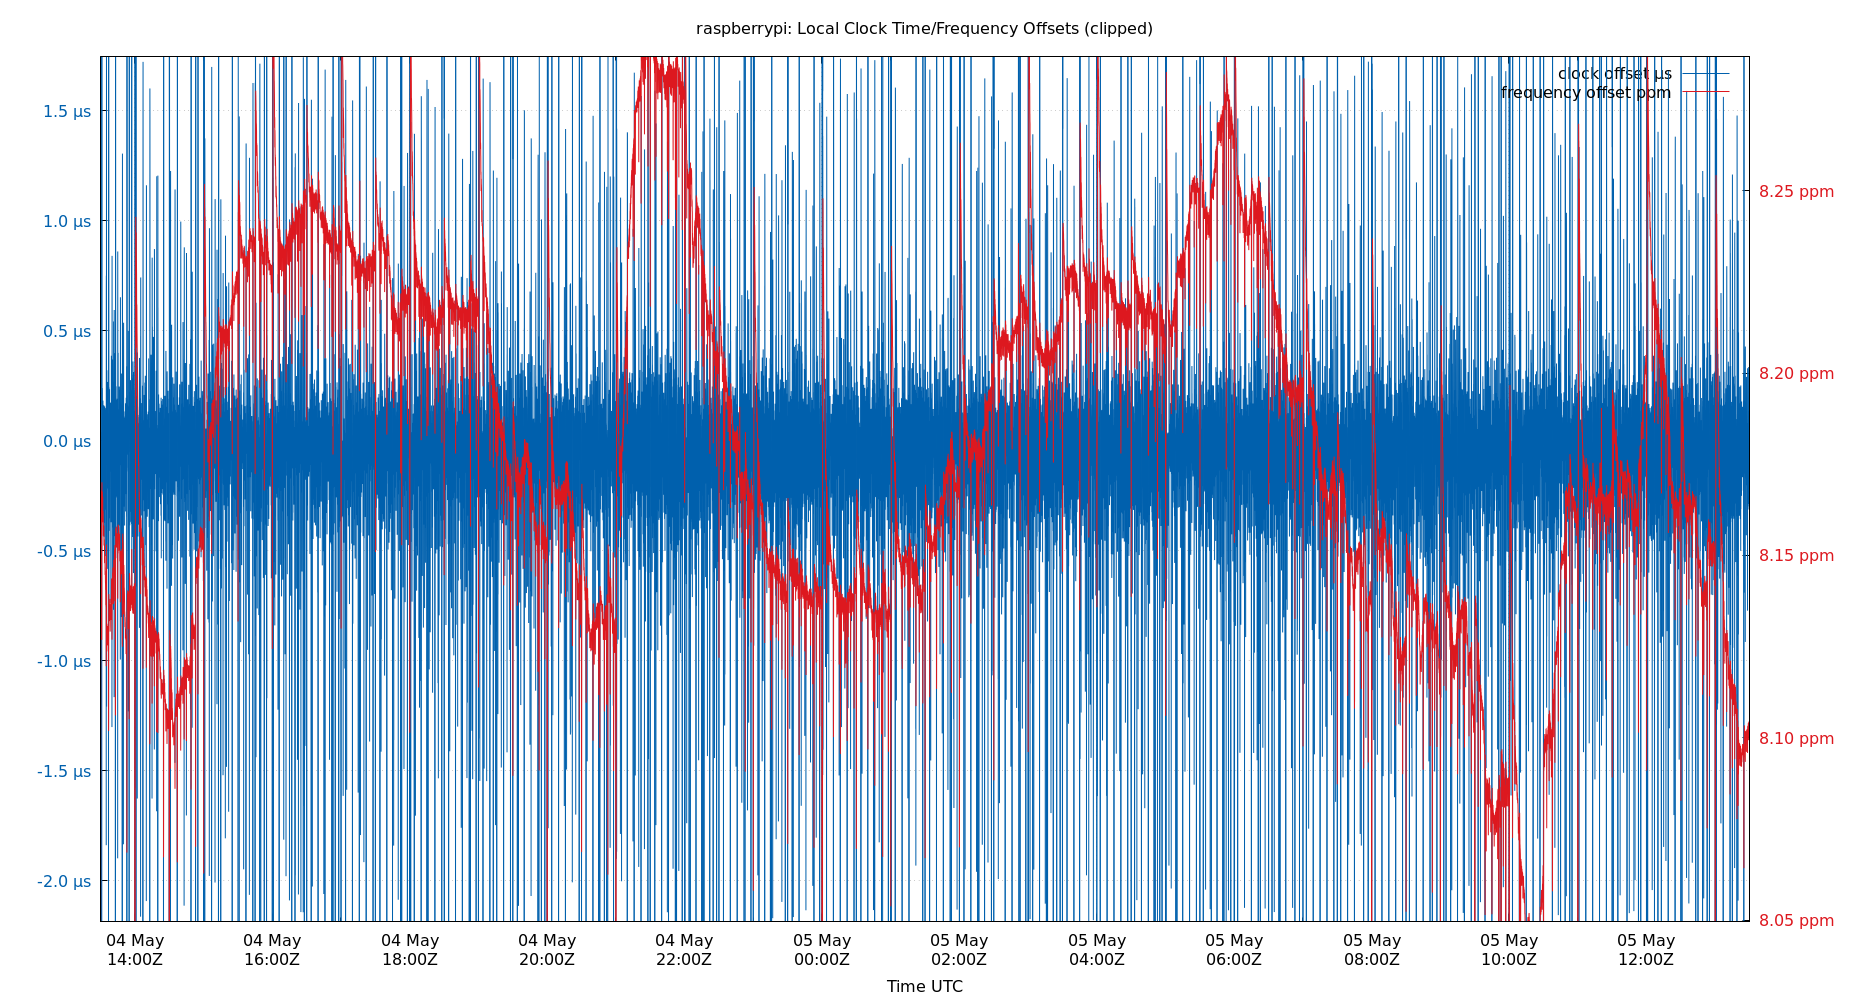 raspberrypi: Local Clock Time/Frequency Offsets (clipped)
clock offset µs
frequency offset ppm
1.5 µs
1.0 µs
0.5 µs
0.0 µs
-0.5 µs
-1.0 µs
-1.5 µs
-2.0 µs
8.25 ppm
8.20 ppm
8.15 ppm
8.10 ppm
8.05 ppm
04 May 04 May 04 May 04 May 04 May 05 May 05 May 05 May 05 May 05 May 05 May 05 May
14:00Z 16:00Z 18:00Z 20:00Z 22:00Z 00:00Z 02:00Z 04:00Z 06:00Z 08:00Z 10:00Z 12:00Z
Time UTC